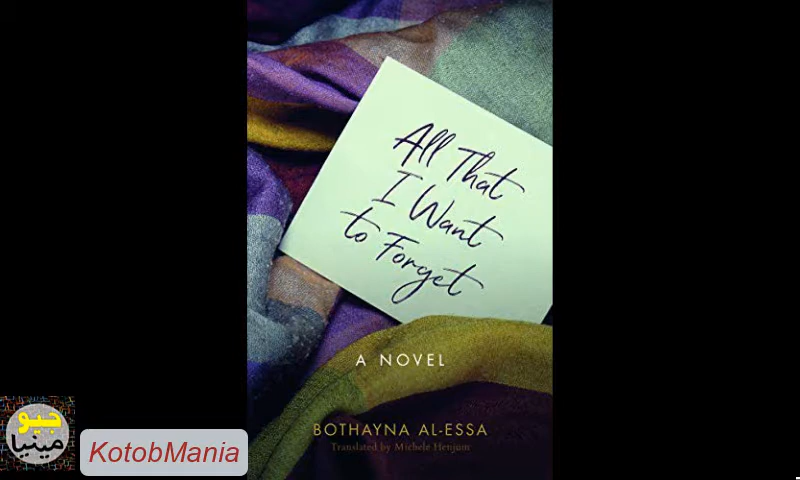 All That
I Want
to Forget
A NOVEL
BOTHAYNA AL-ESSA
Translated by Michele Henjum
جيو
مينيا
KotobMania